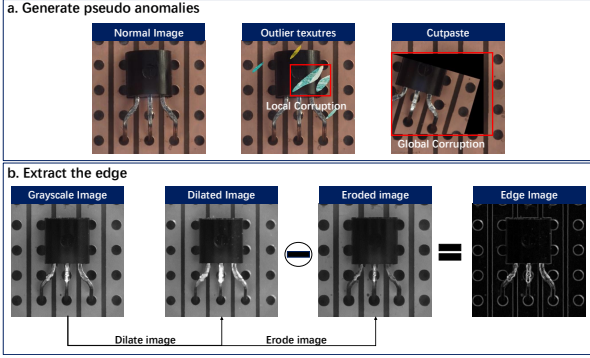 a. Generate pseudo anomalies
Normal Image
Outlier texutres
Cutpaste
Local Corruption
Global Corruption
b. Extract the edge
Grayscale Image
Dilated Image
Eroded image
Edge Image
Dilate image
Erode image